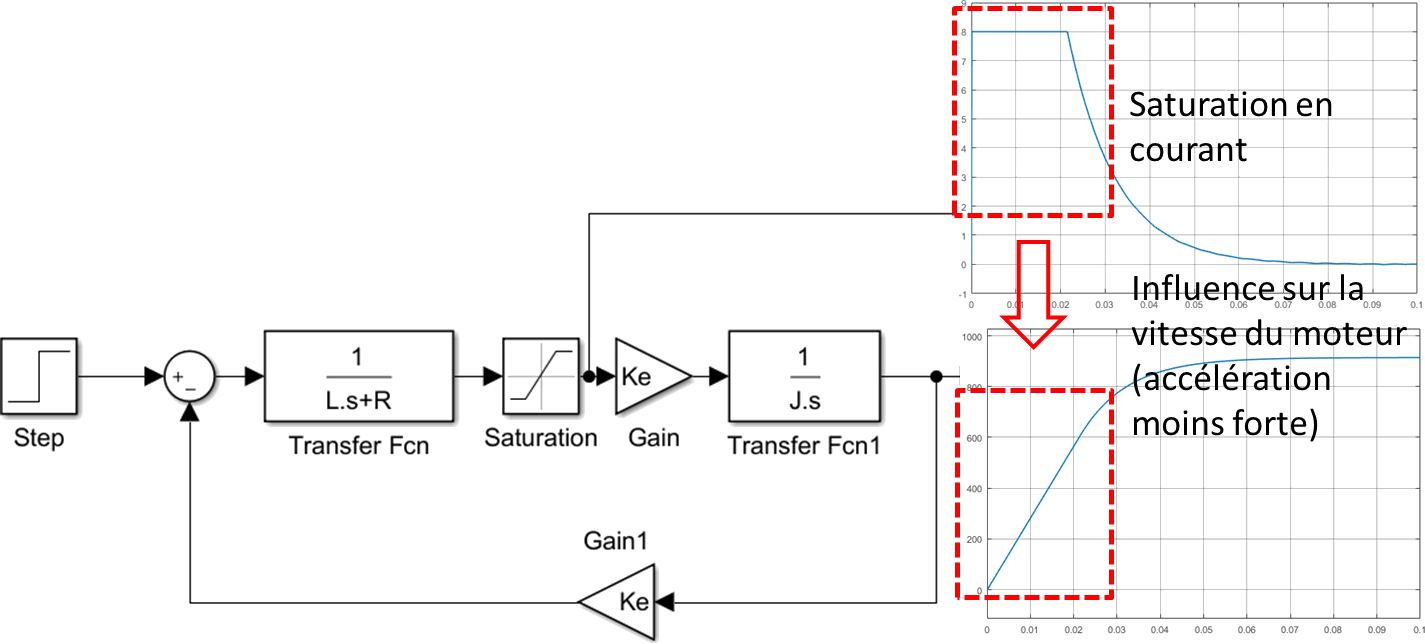 9
8
7
6
5
4
3
2
1
0
-1
0 0.01 0.02 0.03 0.04 0.05 0.06 0.07 0.08 0.09 0.1
Saturation en
courant
Influence sur la
vitesse du moteur
(accélération
moins forte)
Step
+
_
1
L.s+R
Transfer Fcn
Saturation
Ke
Gain
1
J.s
Transfer Fcn1
Gain1
Ke
1000
800
600
400
200
0
0 0.01 0.02 0.03 0.04 0.05 0.06 0.07 0.08 0.09 0.1